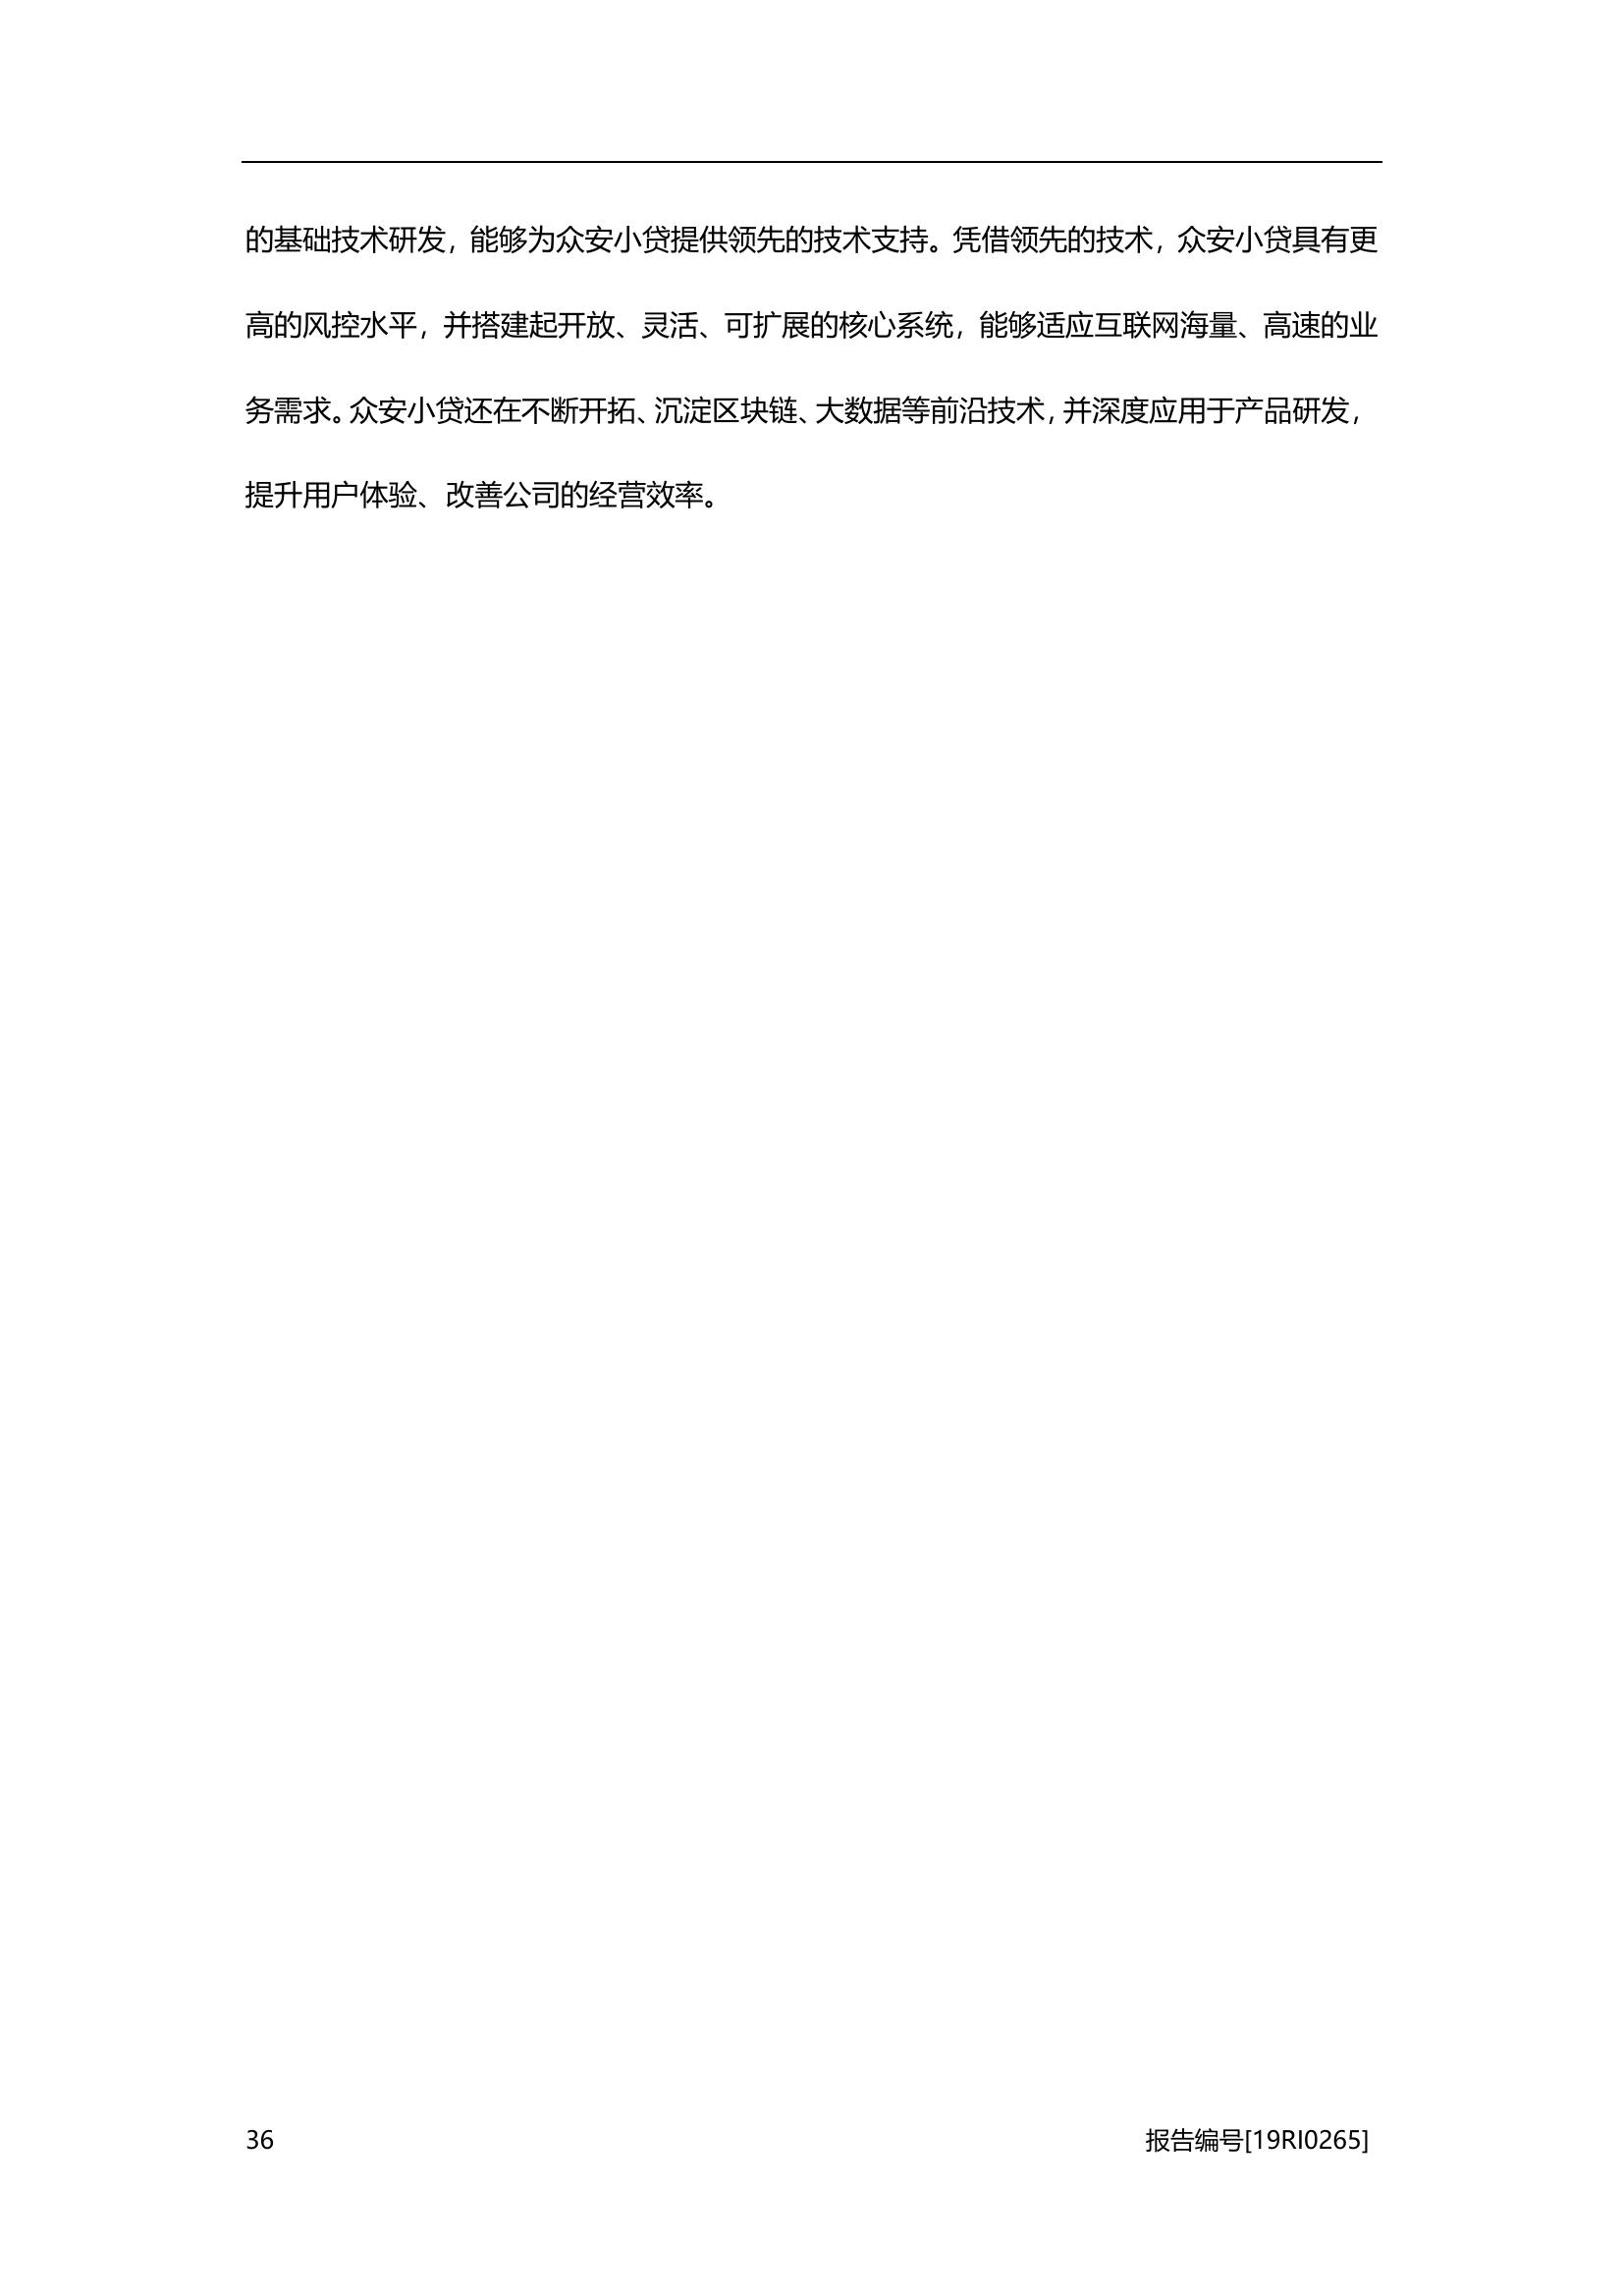 的基础技术研发，能够为众安小贷提供领先的技术支持。凭借领先的技术，众安小贷具有更
高的风控水平，并搭建起开放、灵活、可扩展的核心系统，能够适应互联网海量、高速的业
务需求。众安小贷还在不断开拓、沉淀区块链、大数据等前沿技术，并深度应用于产品研发，
提升用户体验、改善公司的经营效率。
36 报告编号[19RI0265]